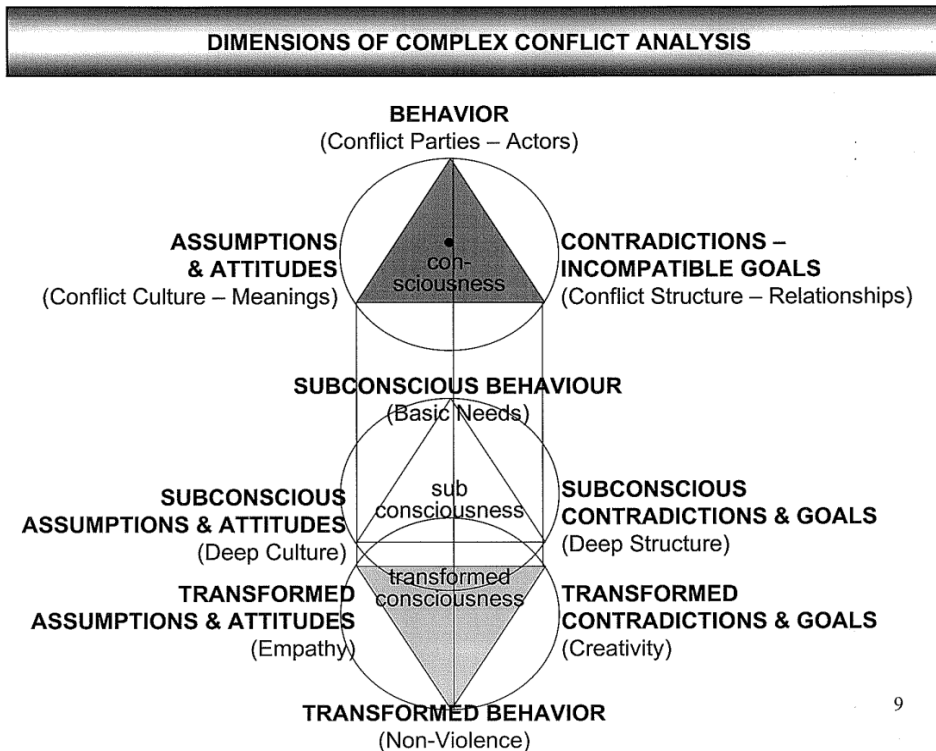 DIMENSIONS OF COMPLEX CONFLICT ANALYSIS
BEHAVIOR
(Conflict Parties – Actors)
ASSUMPTIONS
& ATTITUDES
(Conflict Culture – Meanings)
con-
sciousness
CONTRADICTIONS –
INCOMPATIBLE GOALS
(Conflict Structure – Relationships)
SUBCONSCIOUS BEHAVIOUR
(Basic Needs)
SUBCONSCIOUS
ASSUMPTIONS & ATTITUDES
(Deep Culture)
sub
consciousness
SUBCONSCIOUS
CONTRADICTIONS & GOALS
(Deep Structure)
TRANSFORMED
ASSUMPTIONS & ATTITUDES
(Empathy)
transformed
consciousness
TRANSFORMED
CONTRADICTIONS & GOALS
(Creativity)
TRANSFORMED BEHAVIOR
(Non-Violence)
9